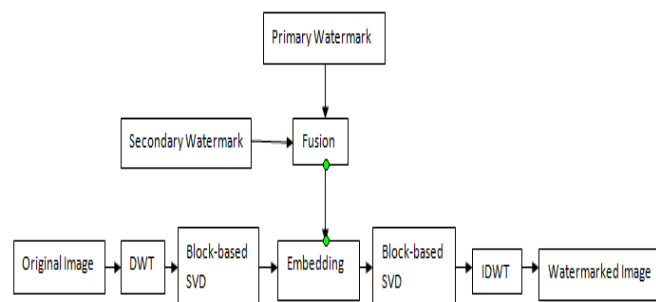 Primary Watermark
Secondary Watermark
Fusion
Original Image
DWT
Block-based
SVD
Embedding
Block-based
SVD
IDWT
Watermarked Image